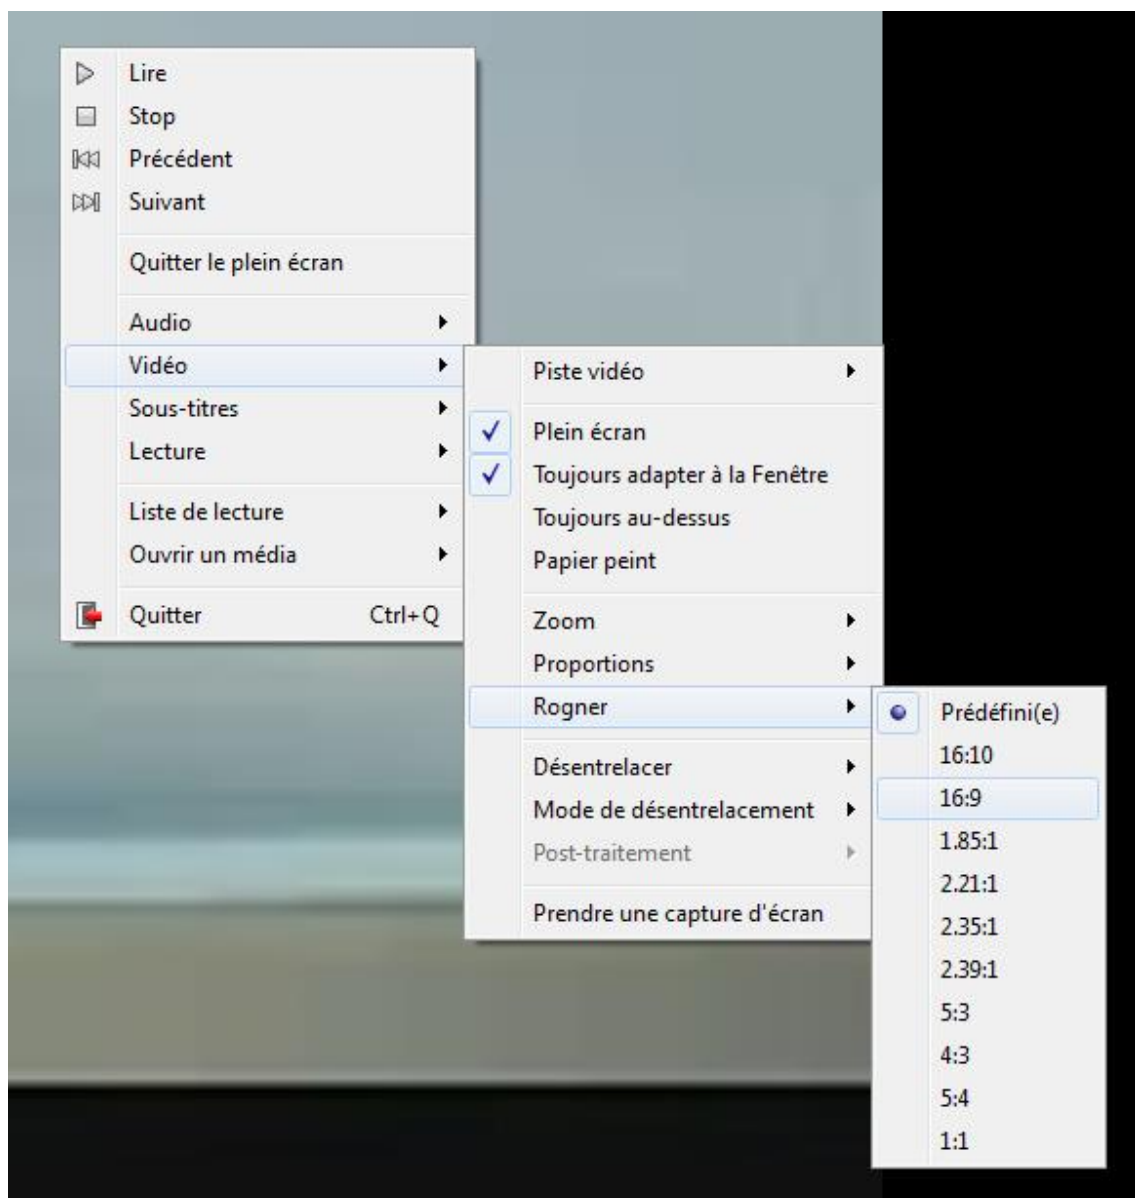 Lire
Stop
Précédent
Suivant
Quitter le plein écran
Audio
Vidéo
Sous-titres
Lecture
Liste de lecture
Ouvrir un média
Quitter Ctrl+Q
Piste vidéo
Plein écran
Toujours adapter à la Fenêtre
Toujours au-dessus
Papier peint
Zoom
Proportions
Rogner
Désentrelacer
Mode de désentrelacement
Post-traitement
Prendre une capture d'écran
Prédéfini(e)
16:10
16:9
1.85:1
2.21:1
2.35:1
2.39:1
5:3
4:3
5:4
1:1